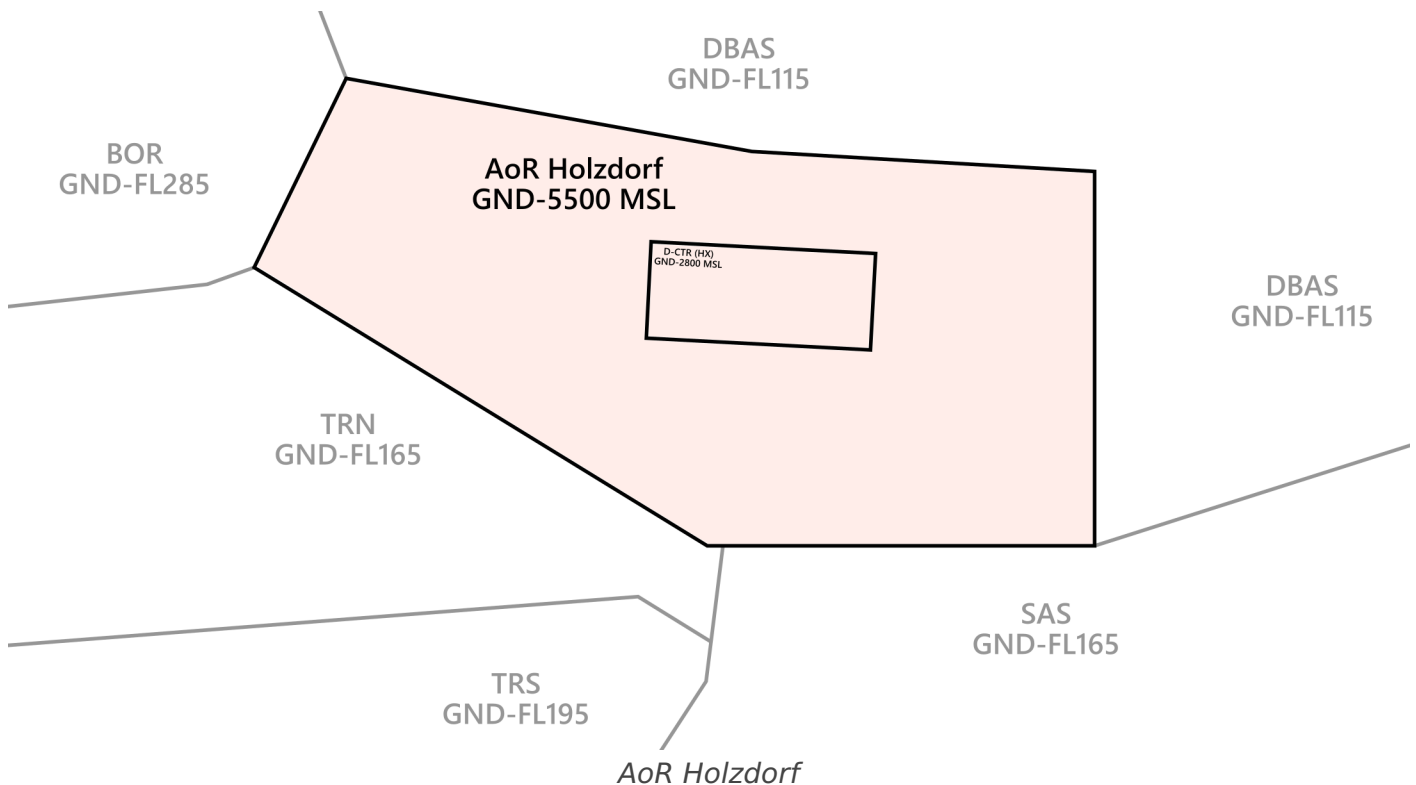 DBAS
GND-FL115
BOR
GND-FL285
AoR Holzdorf
GND-5500 MSL
D-CTR (HX)
GND-2800 MSL
DBAS
GND-FL115
TRN
GND-FL165
SAS
GND-FL165
TRS
GND-FL195
AoR Holzdorf